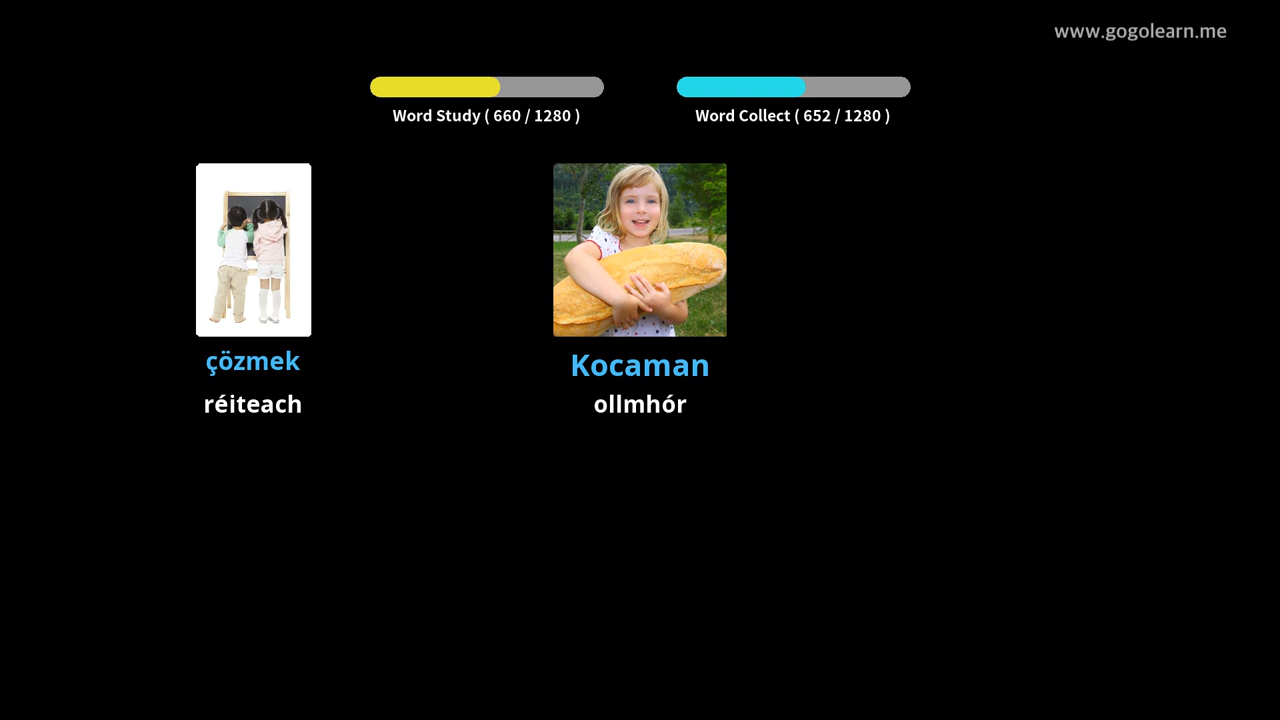 www.gogolearn.me
Word Study ( 660 / 1280 )
Word Collect ( 652 / 1280 )
çözmek
réiteach
Kocaman
ollmhór